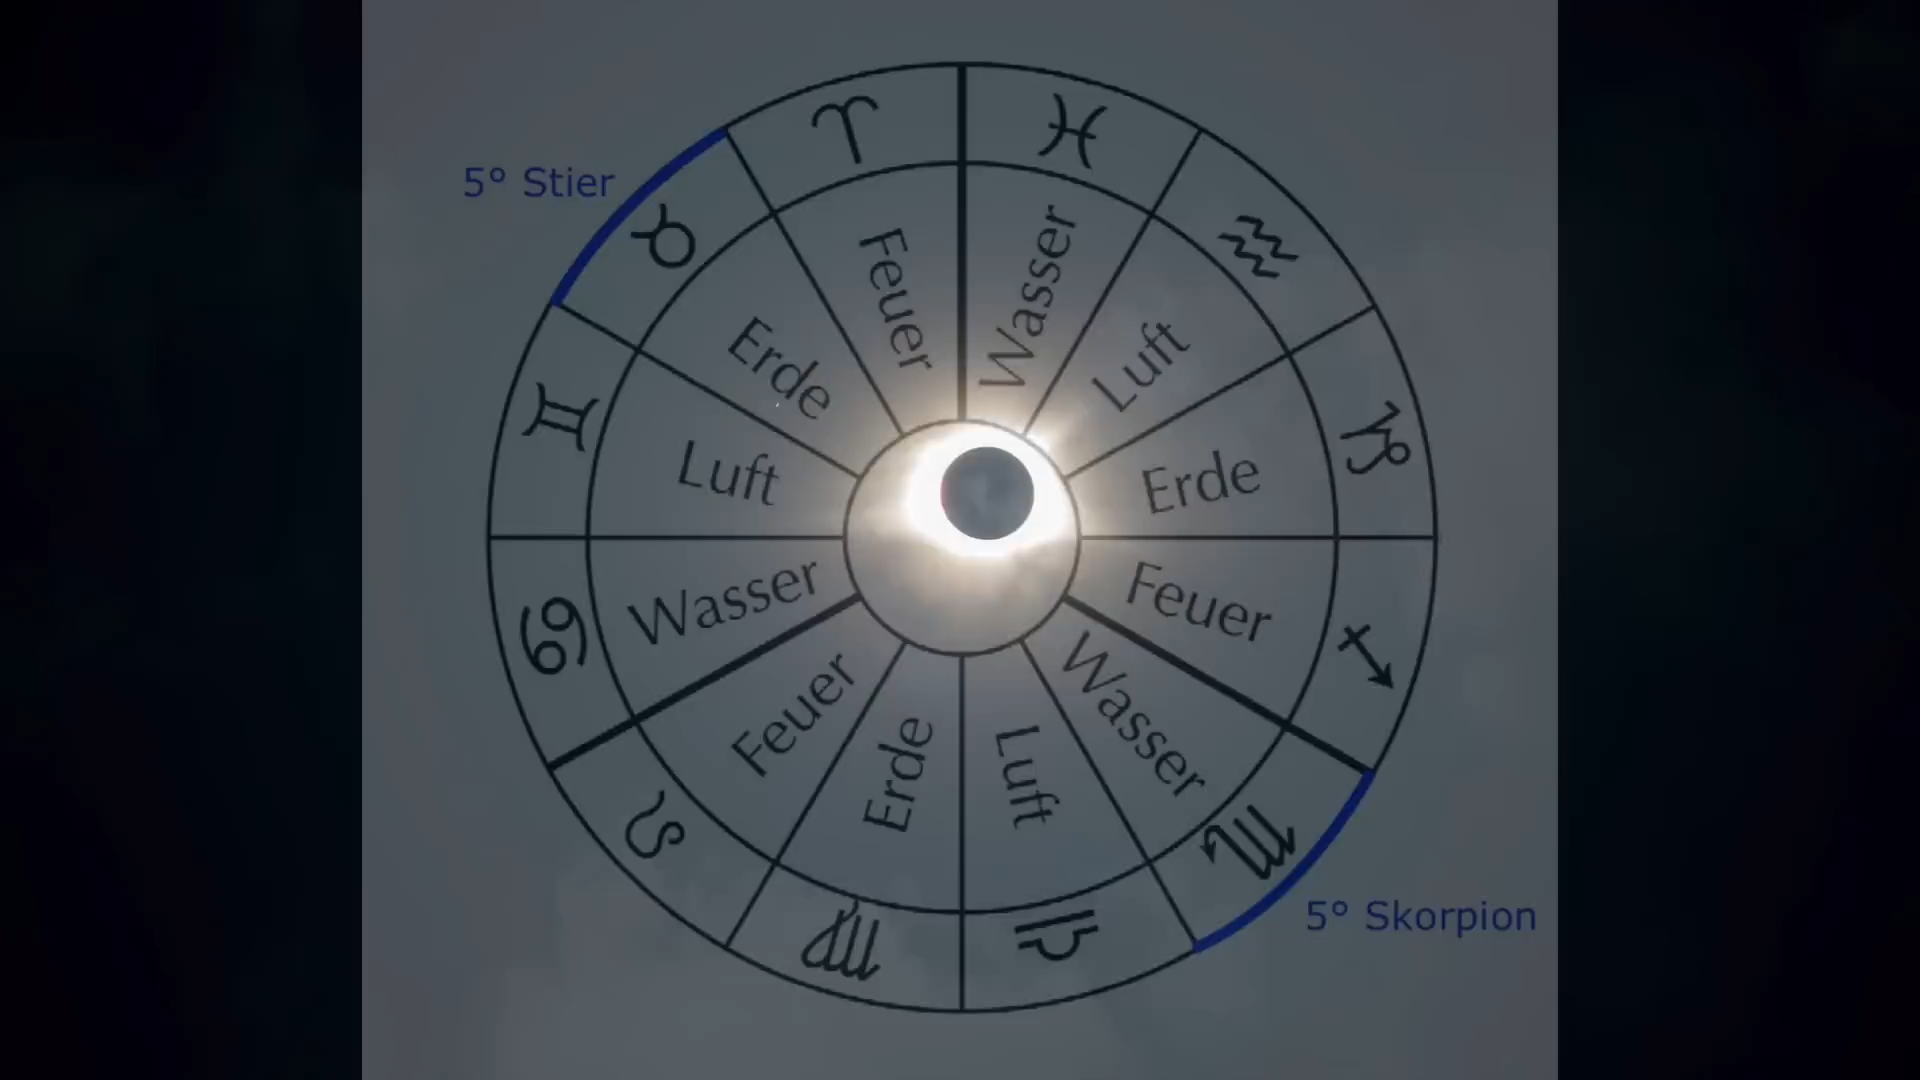 5° Stier
Feuer
Wasser
Erde
Luft
Luft
Erde
Wasser
Feuer
Feuer
Wasser
Erde
Luft
5° Skorpion